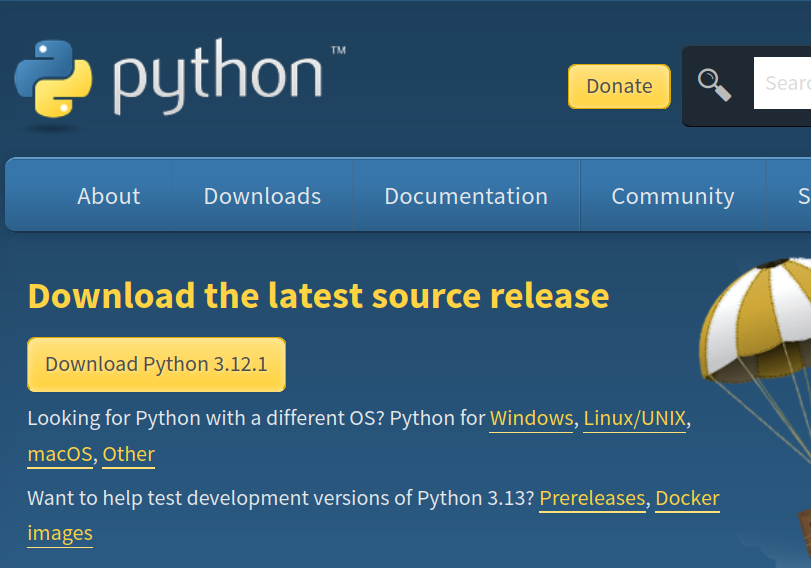 python™
Donate
About
Downloads
Documentation
Community
Download the latest source release
Download Python 3.12.1
Looking for Python with a different OS? Python for Windows, Linux/UNIX,
macOS, Other
Want to help test development versions of Python 3.13? Prereleases, Docker
images